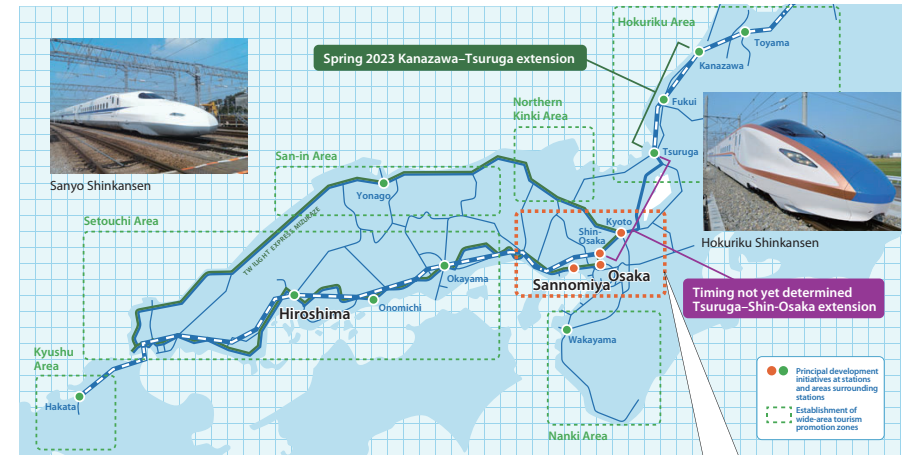 Hokuriku Area
Toyama
Kanazawa
Spring 2023 Kanazawa–Tsuruga extension
Fukui
Northern
Kinki Area
Tsuruga
San-in Area
Sanyo Shinkansen
Yonago
Setouchi Area
TWILIGHT EXPRESS MIZUKAZE
Kyoto
Shin-
Osaka
Hokuriku Shinkansen
Osaka
Sannomiya
Okayama
Timing not yet determined
Tsuruga–Shin-Osaka extension
Hiroshima
Onomichi
Wakayama
Kyushu
Area
Hakata
Principal development
initiatives at stations
and areas surrounding
stations
Establishment of
wide-area tourism
promotion zones
Nanki Area